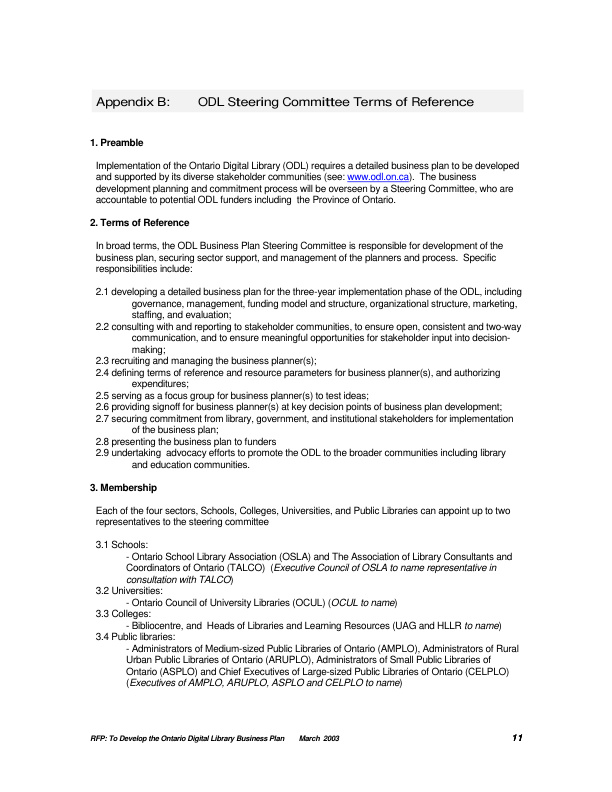 Appendix B: ODL Steering Committee Terms of Reference
1. Preamble
Implementation of the Ontario Digital Library (ODL) requires a detailed business plan to be developed
and supported by its diverse stakeholder communities (see: www.odl.on.ca). The business
development planning and commitment process will be overseen by a Steering Committee, who are
accountable to potential ODL funders including the Province of Ontario.
2. Terms of Reference
In broad terms, the ODL Business Plan Steering Committee is responsible for development of the
business plan, securing sector support, and management of the planners and process. Specific
responsibilities include:
2.1 developing a detailed business plan for the three-year implementation phase of the ODL, including
governance, management, funding model and structure, organizational structure, marketing,
staffing, and evaluation;
2.2 consulting with and reporting to stakeholder communities, to ensure open, consistent and two-way
communication, and to ensure meaningful opportunities for stakeholder input into decision-
making;
2.3 recruiting and managing the business planner(s);
2.4 defining terms of reference and resource parameters for business planner(s), and authorizing
expenditures;
2.5 serving as a focus group for business planner(s) to test ideas;
2.6 providing signoff for business planner(s) at key decision points of business plan development;
2.7 securing commitment from library, government, and institutional stakeholders for implementation
of the business plan;
2.8 presenting the business plan to funders
2.9 undertaking advocacy efforts to promote the ODL to the broader communities including library
and education communities.
3. Membership
Each of the four sectors, Schools, Colleges, Universities, and Public Libraries can appoint up to two
representatives to the steering committee
3.1 Schools:
- Ontario School Library Association (OSLA) and The Association of Library Consultants and
Coordinators of Ontario (TALCO) (Executive Council of OSLA to name representative in
consultation with TALCO)
3.2 Universities:
- Ontario Council of University Libraries (OCUL) (OCUL to name)
3.3 Colleges:
- Bibliocentre, and Heads of Libraries and Learning Resources (UAG and HLLR to name)
3.4 Public libraries:
- Administrators of Medium-sized Public Libraries of Ontario (AMPLO), Administrators of Rural
Urban Public Libraries of Ontario (ARUPLO), Administrators of Small Public Libraries of
Ontario (ASPLO) and Chief Executives of Large-sized Public Libraries of Ontario (CELPLO)
(Executives of AMPLO, ARUPLO, ASPLO and CELPLO to name)
RFP: To Develop the Ontario Digital Library Business Plan March 2003 11